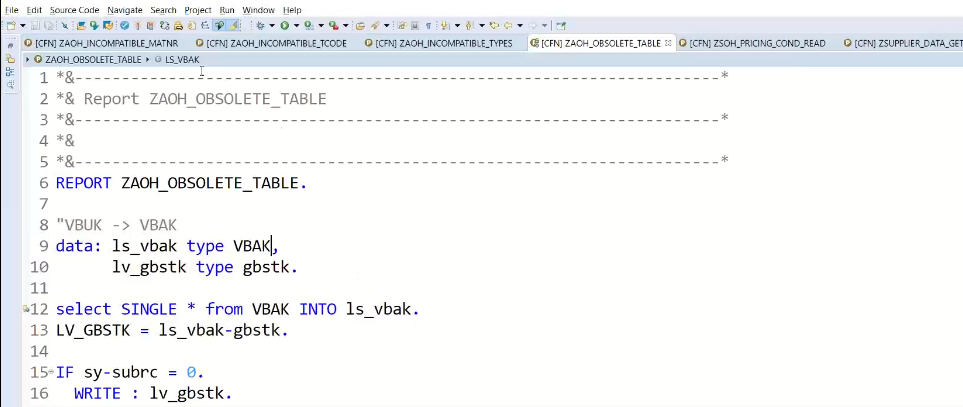 File Edit Source Code Navigate Search Project Run Window Help
[CFN] ZAOH_INCOMPATIBLE_MATNR [CFN] ZAOH_INCOMPATIBLE_TCODE [CFN] ZAOH_INCOMPATIBLE_TYPES [CFN] ZAOH_OBSOLETE_TABLE [CFN] ZSOH_PRICING_COND_READ [CFN] ZSUPPLIER_DATA_GET
ZAOH_OBSOLETE_TABLE LS_VBAK
1 *&---------------------------------------------------------------------*
2 *& Report ZAOH_OBSOLETE_TABLE
3 *&---------------------------------------------------------------------*
4 *&
5 *&---------------------------------------------------------------------*
6 REPORT ZAOH_OBSOLETE_TABLE.
7
8 "VBUK -> VBAK
9 data: ls_vbak type VBAK,
10 lv_gbstk type gbstk.
11
12 select SINGLE * from VBAK INTO ls_vbak.
13 LV_GBSTK = ls_vbak-gbstk.
14
15 IF sy-subrc = 0.
16 WRITE : lv_gbstk.